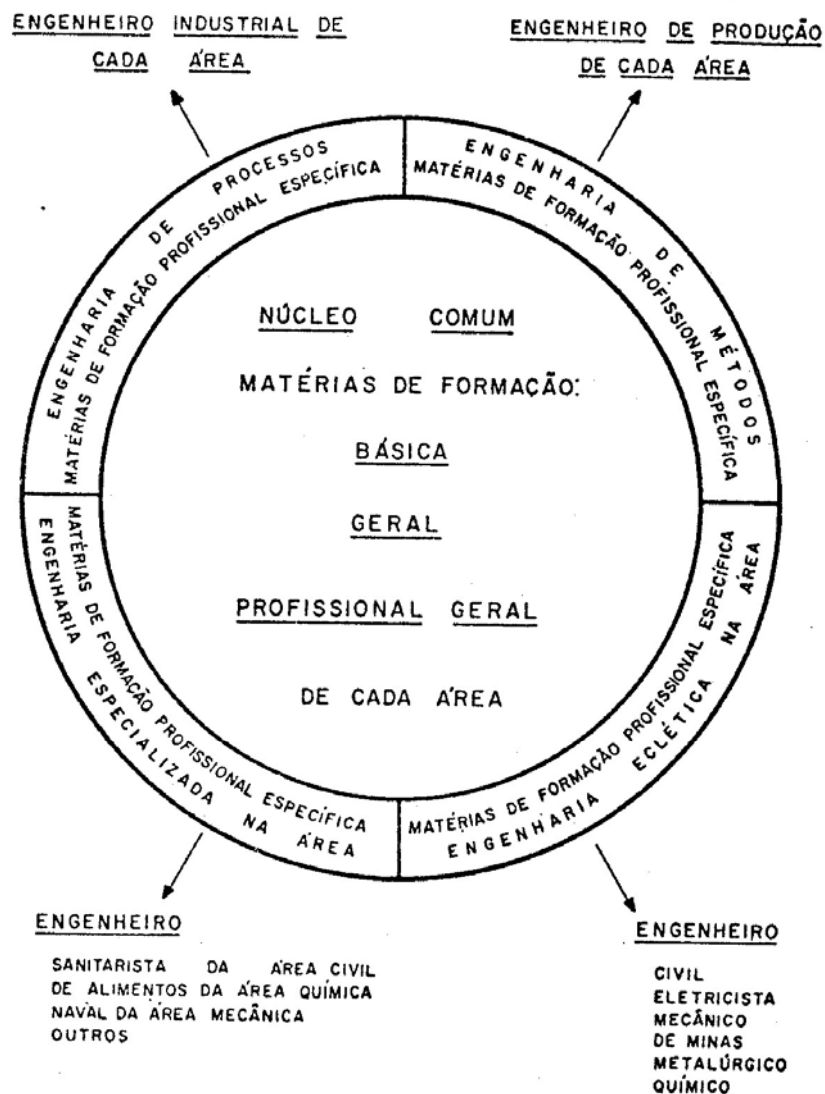 ENGENHEIRO INDUSTRIAL DE
CADA ÁREA
ENGENHEIRO DE PRODUÇÃO
DE CADA ÁREA
ENGENHARIA DE PROCESSOS
MATÉRIAS DE FORMAÇÃO PROFISSIONAL ESPECÍFICA
ENGENHARIA DE MÉTODOS
MATÉRIAS DE FORMAÇÃO PROFISSIONAL ESPECÍFICA
NÚCLEO COMUM
MATÉRIAS DE FORMAÇÃO:
BÁSICA
GERAL
PROFISSIONAL GERAL
DE CADA ÁREA
MATÉRIAS DE FORMAÇÃO PROFISSIONAL ESPECÍFICA
ENGENHARIA ESPECIALIZADA NA ÁREA
MATÉRIAS DE FORMAÇÃO PROFISSIONAL ESPECÍFICA
ENGENHARIA ECLÉTICA NA ÁREA
ENGENHEIRO
SANITARISTA DA ÁREA CIVIL
DE ALIMENTOS DA ÁREA QUÍMICA
NAVAL DA ÁREA MECÂNICA
OUTROS
ENGENHEIRO
CIVIL
ELETRICISTA
MECÂNICO
DE MINAS
METALÚRGICO
QUÍMICO